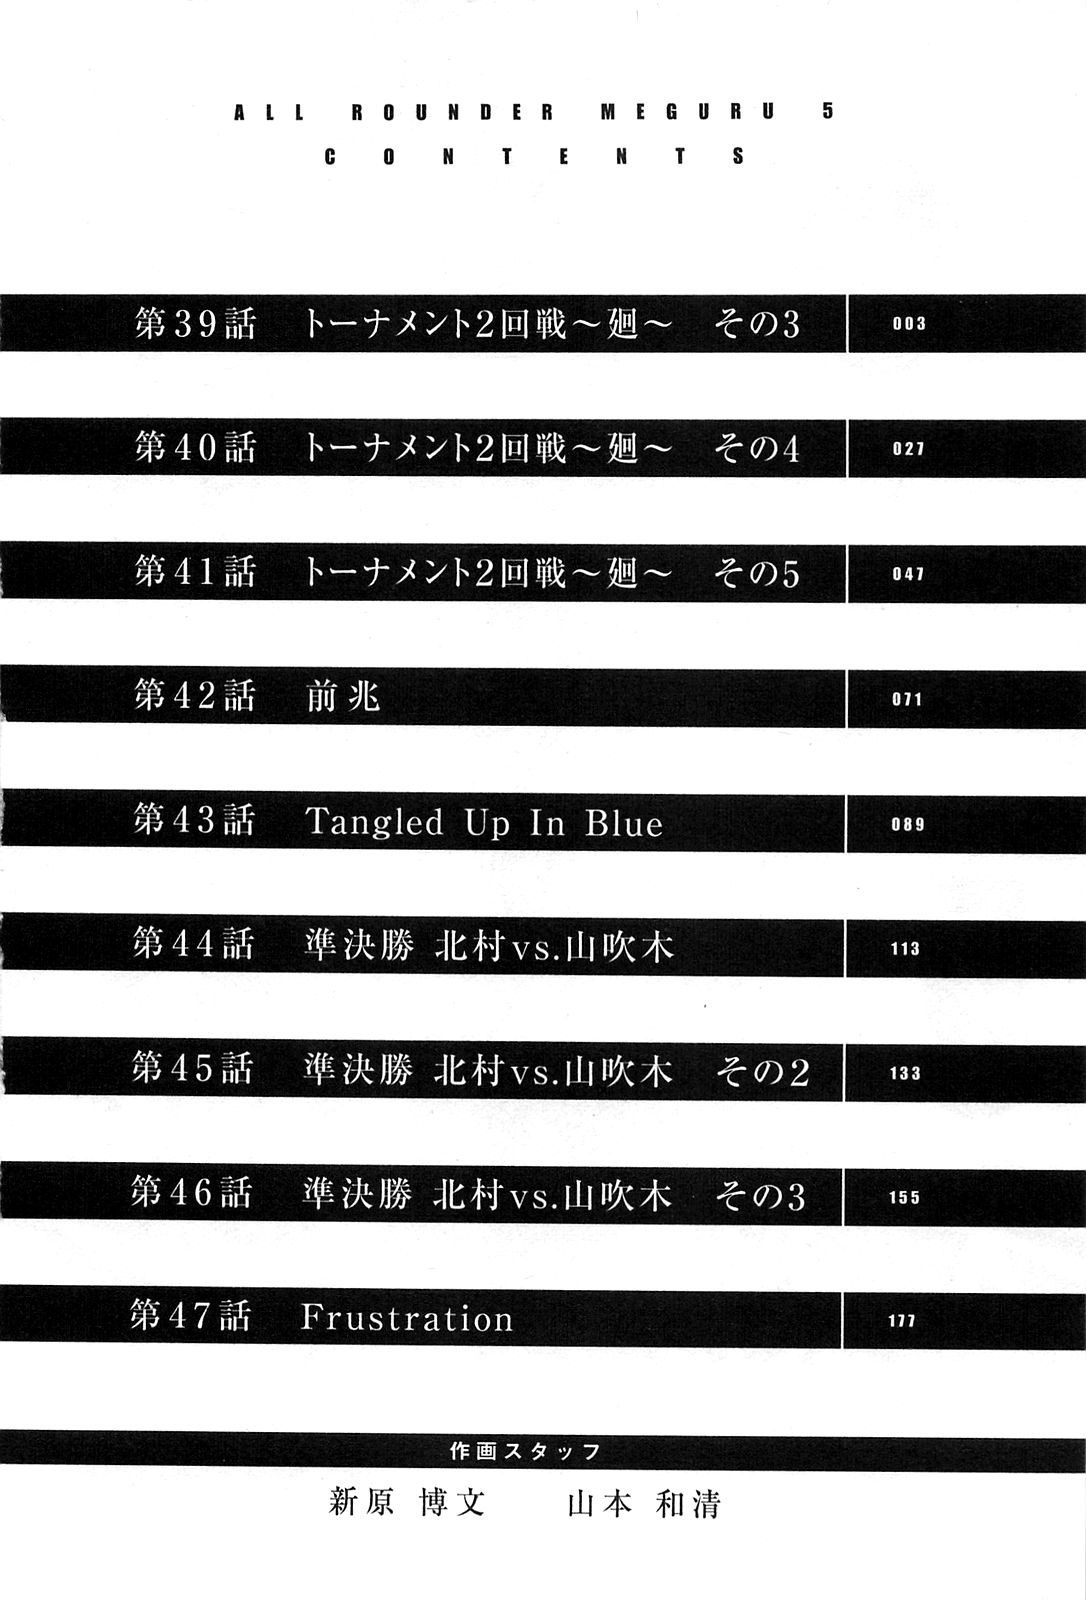 ALL ROUNDER MEGURU 5
CONTENTS
第39話 トーナメント2回戦～廻～ その3 003
第40話 トーナメント2回戦～廻～ その4 027
第41話 トーナメント2回戦～廻～ その5 047
第42話 前兆 071
第43話 Tangled Up In Blue 089
第44話 準決勝 北村vs.山吹木 113
第45話 準決勝 北村vs.山吹木 その2 133
第46話 準決勝 北村vs.山吹木 その3 155
第47話 Frustration 177
作画スタッフ
新原 博文 山本 和清